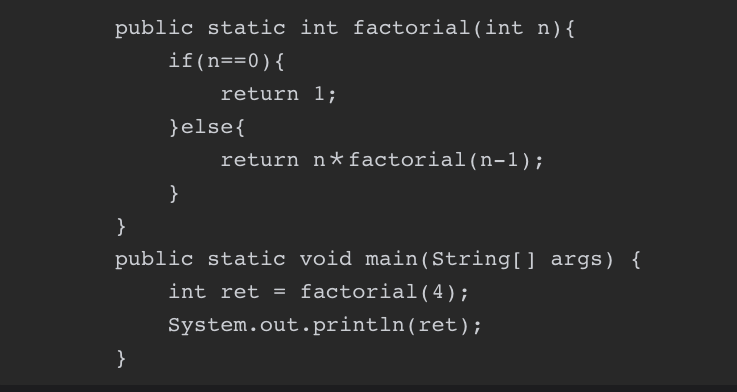 public static int factorial(int n){
if(n==0){
return 1;
}else{
return n*factorial(n-1);
}
}
public static void main(String[] args) {
int ret = factorial(4);
System.out.println(ret);
}